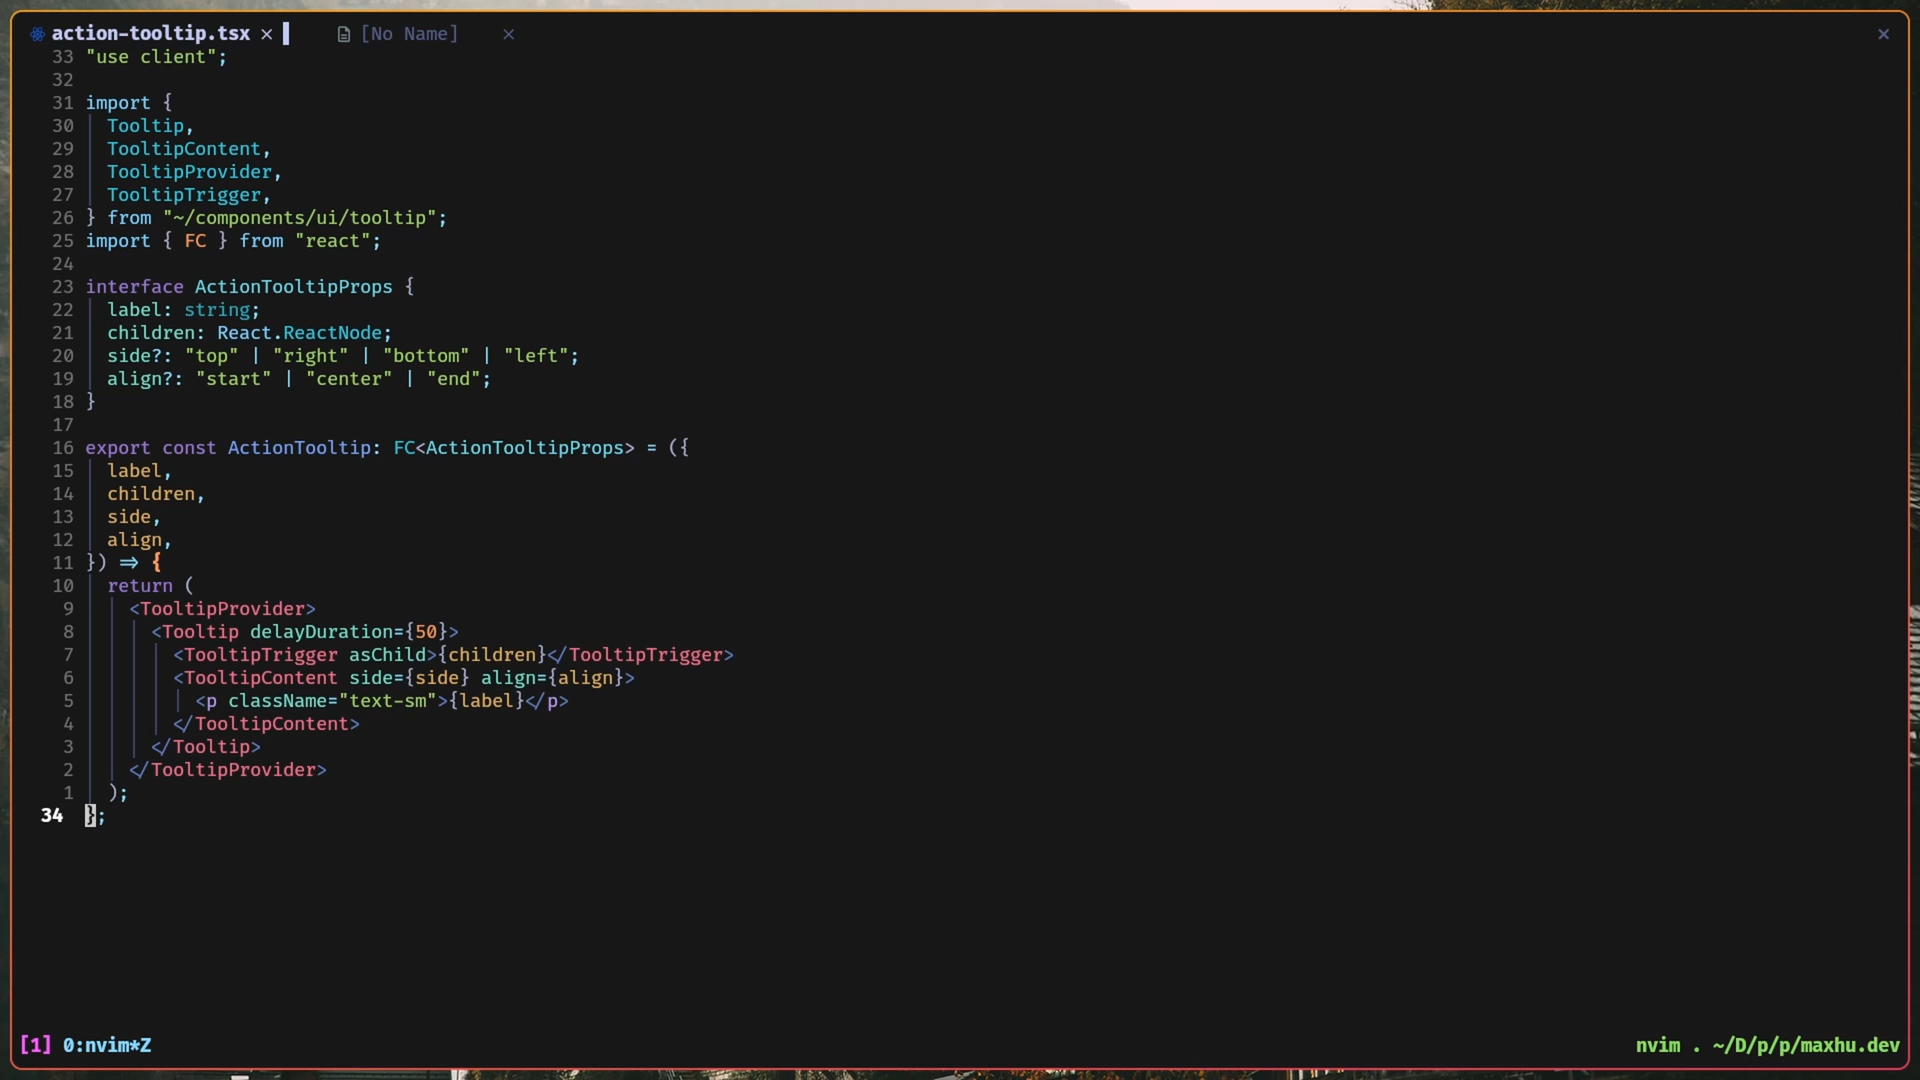 action-tooltip.tsx × [No Name] × ×
33 "use client";
32
31 import {
30 Tooltip,
29 TooltipContent,
28 TooltipProvider,
27 TooltipTrigger,
26 } from "~/components/ui/tooltip";
25 import { FC } from "react";
24
23 interface ActionTooltipProps {
22 label: string;
21 children: React.ReactNode;
20 side?: "top" | "right" | "bottom" | "left";
19 align?: "start" | "center" | "end";
18 }
17
16 export const ActionTooltip: FC<ActionTooltipProps> = ({
15 label,
14 children,
13 side,
12 align,
11 }) => {
10 return (
9 <TooltipProvider>
8 <Tooltip delayDuration={50}>
7 <TooltipTrigger asChild>{children}</TooltipTrigger>
6 <TooltipContent side={side} align={align}>
5 <p className="text-sm">{label}</p>
4 </TooltipContent>
3 </Tooltip>
2 </TooltipProvider>
1 );
34 };
[1] 0:nvim*Z nvim . ~/D/p/p/maxhu.dev